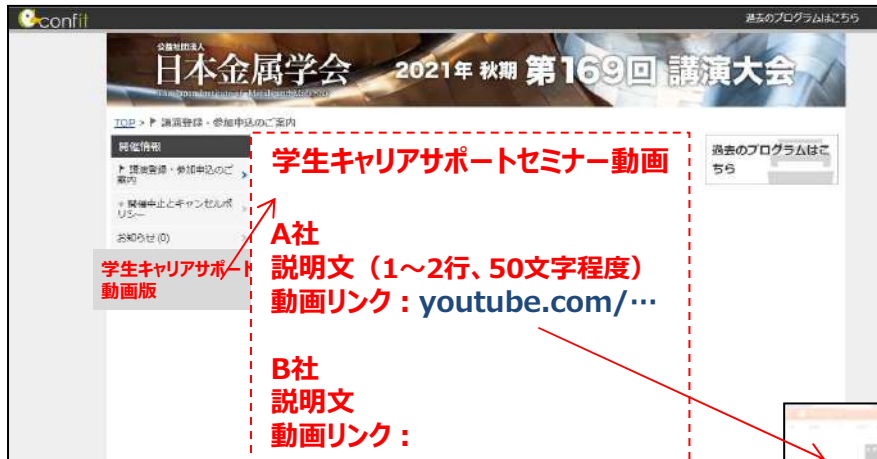 confit
過去のプログラムはこちら
公益社団法人
日本金属学会
2021年 秋期 第169回 講演大会
TOP > 講演登録・参加申込のご案内
開催情報
講演登録・参加申込のご
案内
開催中止とキャンセルポ
リシー
お知らせ (0)
学生キャリアサポート
動画版
学生キャリアサポートセミナー動画
A社
説明文（1～2行、50文字程度）
動画リンク：youtube.com/…
B社
説明文
動画リンク：
過去のプログラムはこ
ちら